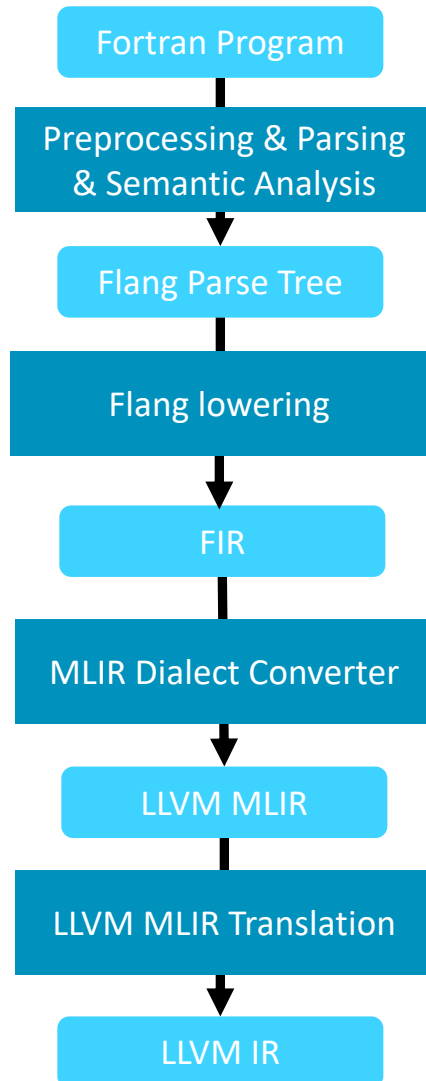 Fortran Program
Preprocessing & Parsing
& Semantic Analysis
Flang Parse Tree
Flang lowering
FIR
MLIR Dialect Converter
LLVM MLIR
LLVM MLIR Translation
LLVM IR